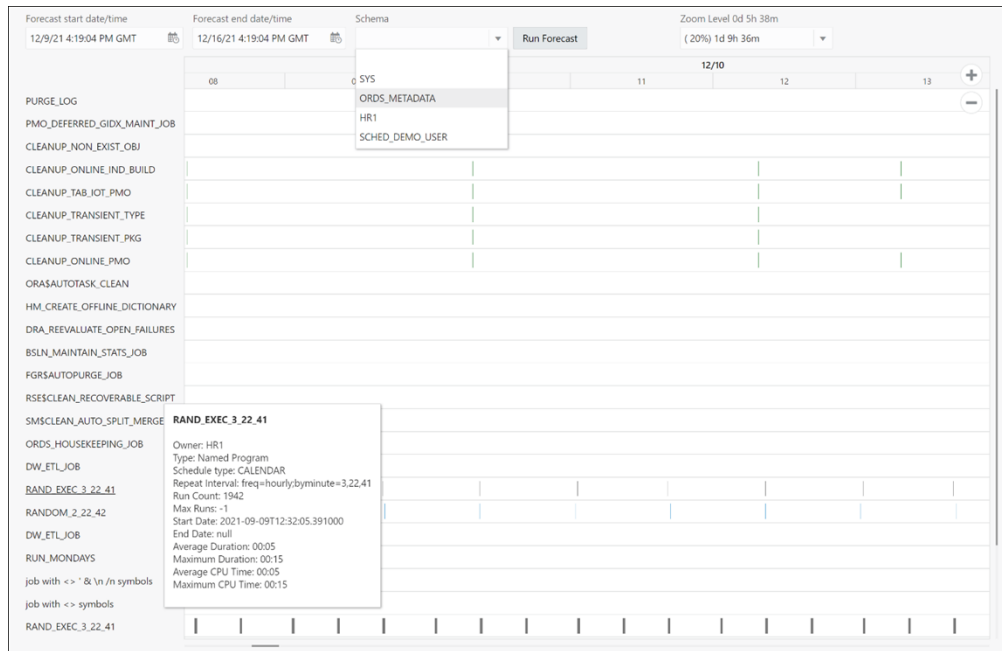 Forecast start date/time
Forecast end date/time
Schema
Zoom Level 0d 5h 38m
12/9/21 4:19:04 PM GMT
12/16/21 4:19:04 PM GMT
Run Forecast
( 20%) 1d 9h 36m
12/10
08
0
11
12
13
SYS
ORDS_METADATA
HR1
SCHED_DEMO_USER
PURGE_LOG
PMO_DEFERRED_GIDX_MAINT_JOB
CLEANUP_NON_EXIST_OBJ
CLEANUP_ONLINE_IND_BUILD
CLEANUP_TAB_IOT_PMO
CLEANUP_TRANSIENT_TYPE
CLEANUP_TRANSIENT_PKG
CLEANUP_ONLINE_PMO
ORA$AUTOTASK_CLEAN
HM_CREATE_OFFLINE_DICTIONARY
DRA_REEVALUATE_OPEN_FAILURES
BSLN_MAINTAIN_STATS_JOB
FGR$AUTOPURGE_JOB
RSE$CLEAN_RECOVERABLE_SCRIPT
SM$CLEAN_AUTO_SPLIT_MERGE
ORDS_HOUSEKEEPING_JOB
DW_ETL_JOB
RAND_EXEC_3_22_41
RANDOM_2_22_42
DW_ETL_JOB
RUN_MONDAYS
job with <> ' & \n /n symbols
job with <> symbols
RAND_EXEC_3_22_41
RAND_EXEC_3_22_41
Owner: HR1
Type: Named Program
Schedule type: CALENDAR
Repeat Interval: freq=hourly;byminute=3,22,41
Run Count: 1942
Max Runs: -1
Start Date: 2021-09-09T12:32:05.391000
End Date: null
Average Duration: 00:05
Maximum Duration: 00:15
Average CPU Time: 00:05
Maximum CPU Time: 00:15